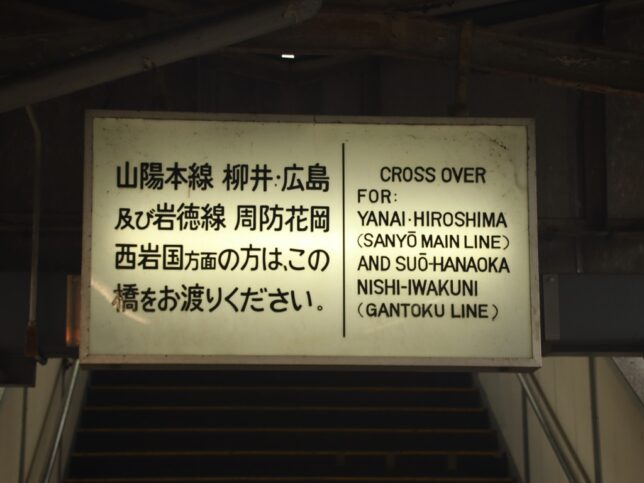 山陽本線 柳井・広島
及び岩徳線 周防花岡
西岩国方面の方は、この
橋をお渡りください。
CROSS OVER
FOR:
YANAI·HIROSHIMA
(SANYŌ MAIN LINE)
AND SUŌ-HANAOKA
NISHI-IWAKUNI
(GANTOKU LINE)